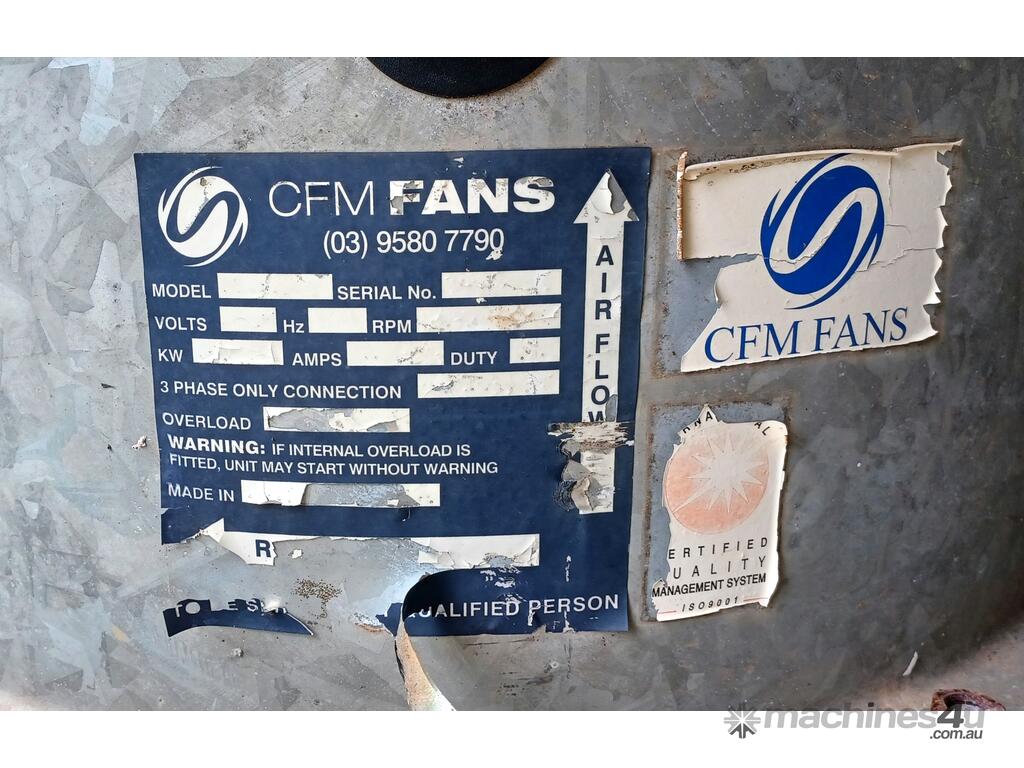 CFM FANS
(03) 9580 7790
MODEL SERIAL No.
VOLTS Hz RPM
KW AMPS DUTY
3 PHASE ONLY CONNECTION
OVERLOAD
WARNING: IF INTERNAL OVERLOAD IS
FITTED, UNIT MAY START WITHOUT WARNING
MADE IN
R
TO
QUALIFIED PERSON
AIR FLOW
CFM FANS
ERTIFIED
UALITY
MANAGEMENT SYSTEM
ISO9001
machines4u
.com.au